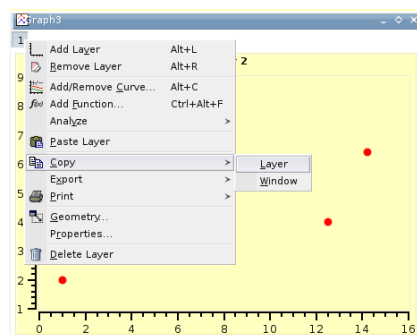 Graph3
1
Add Layer Alt+L
Remove Layer Alt+R
Add/Remove Curve... Alt+C
f(x) Add Function... Ctrl+Alt+F
Analyze >
Paste Layer
Copy >
Export >
Print >
Geometry...
Properties...
Delete Layer
Layer
Window
2
9
8
7
6
5
4
3
2
1
0 2 4 6 8 10 12 14 16